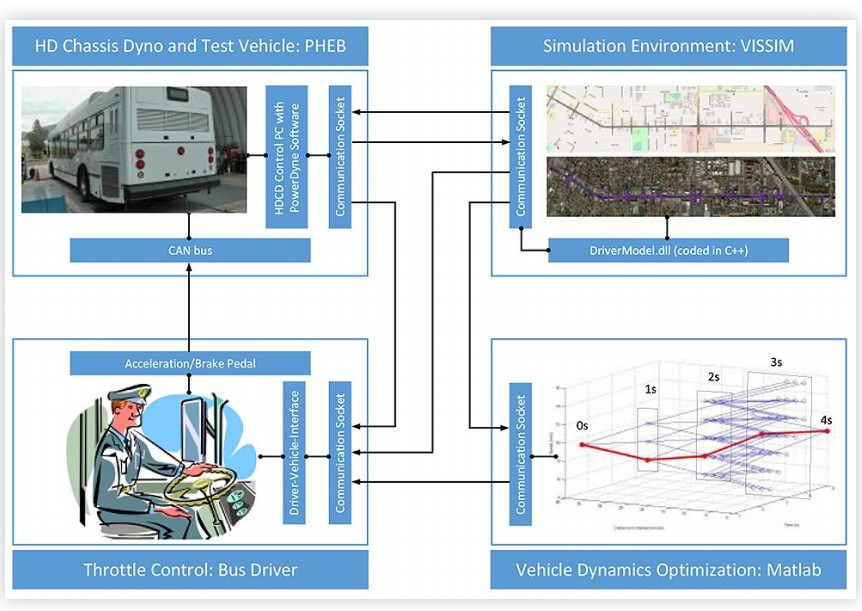 HD Chassis Dyno and Test Vehicle: PHEB
HDCD Control PC with
PowerDyne Software
Communication Socket
CAN bus
Simulation Environment: VISSIM
Communication Socket
DriverModel.dll (coded in C++)
Acceleration/Brake Pedal
Driver-Vehicle-Interface
Communication Socket
Throttle Control: Bus Driver
Communication Socket
0s
1s
2s
3s
4s
Vehicle Dynamics Optimization: Matlab